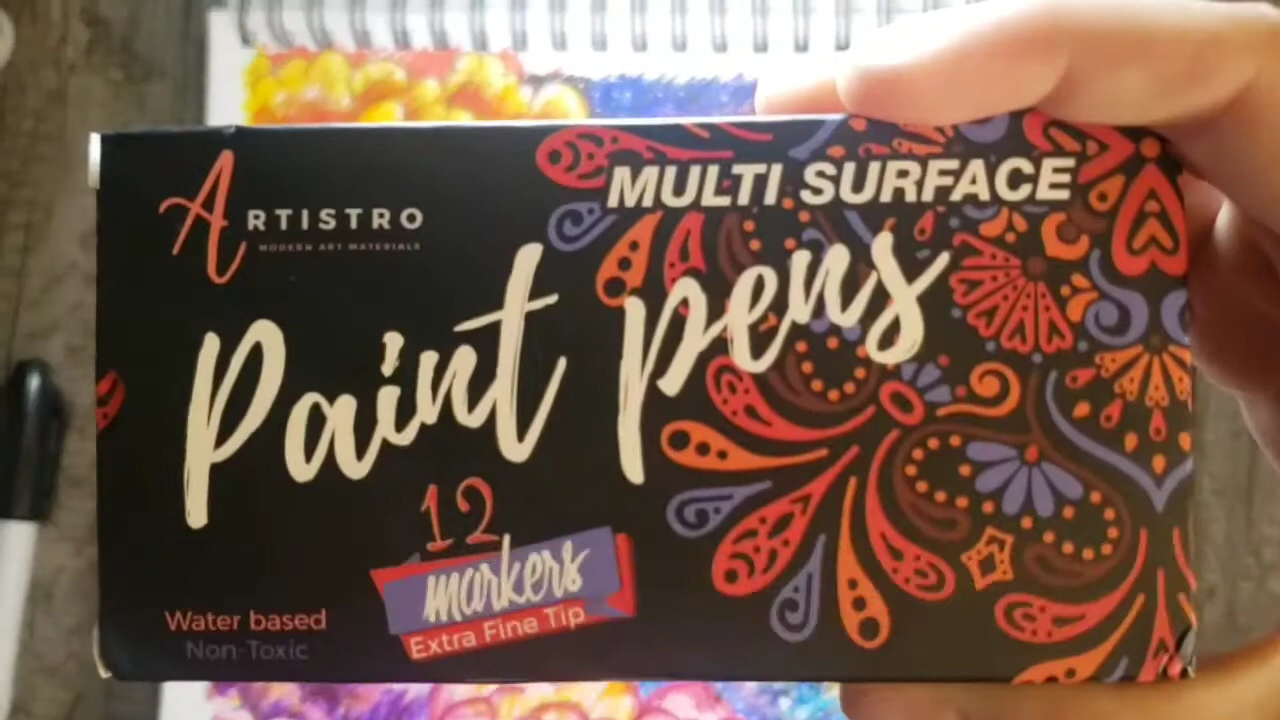 ARTISTRO
MODERN ART MATERIALS
MULTI SURFACE
Paint pens
12
markers
Extra Fine Tip
Water based
Non-Toxic